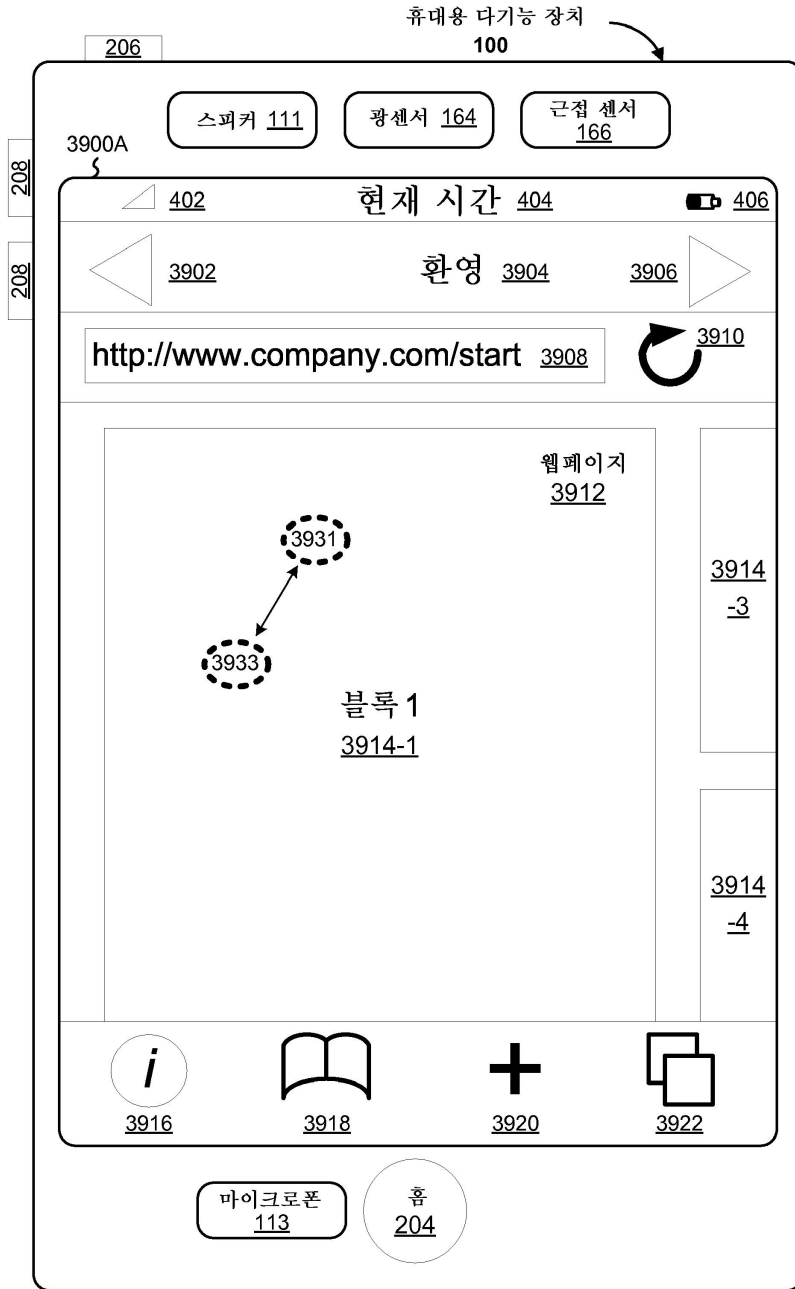 휴대용 다기능 장치
100
206
스피커 111
광센서 164
근접 센서
166
3900A
208
208
402
현재 시간 404
406
3902
환영 3904
3906
http://www.company.com/start 3908
3910
웹페이지
3912
3931
3933
블록 1
3914-1
3914
-3
3914
-4
i
3916
3918
3920
3922
마이크로폰
113
홈
204